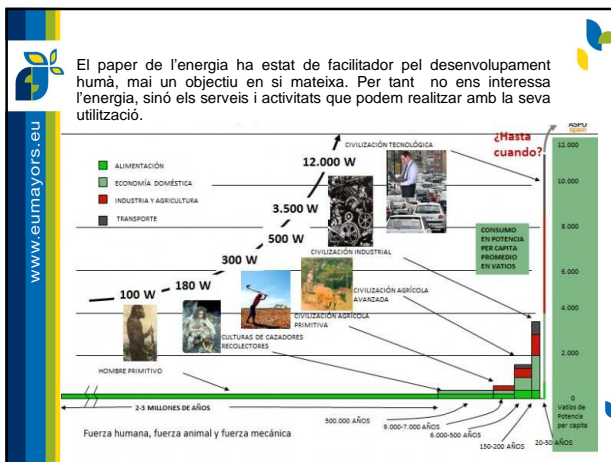 El paper de l'energia ha estat de facilitador pel desenvolupament
humà, mai un objectiu en si mateixa. Per tant no ens interessa
l'energia, sinó els serveis i activitats que podem realitzar amb la seva
utilització.
www.eumayors.eu
ASPO
spain
¿Hasta
cuando?
CIVILIZACIÓN TECNOLÓGICA
12.000 W
12.000
ALIMENTACIÓN
ECONOMÍA DOMÉSTICA
INDUSTRIA Y AGRICULTURA
TRANSPORTE
10.000
3.500 W
500 W
8.000
CONSUMO
EN POTENCIA
PER CAPITA
PROMEDIO
EN VATIOS
300 W
CIVILIZACIÓN INDUSTRIAL
6.000
180 W
100 W
CIVILIZACIÓN AGRÍCOLA
AVANZADA
4.000
CIVILIZACIÓN AGRÍCOLA
PRIMITIVA
CULTURAS DE CAZADORES
RECOLECTORES
2.000
HOMBRE PRIMITIVO
0
2-3 MILLONES DE AÑOS
Vatios de
Potencia
per capita
500.000 AÑOS
9.000-7.000 AÑOS
6.000-500 AÑOS
150-200 AÑOS
20-50 AÑOS
Fuerza humana, fuerza animal y fuerza mecánica